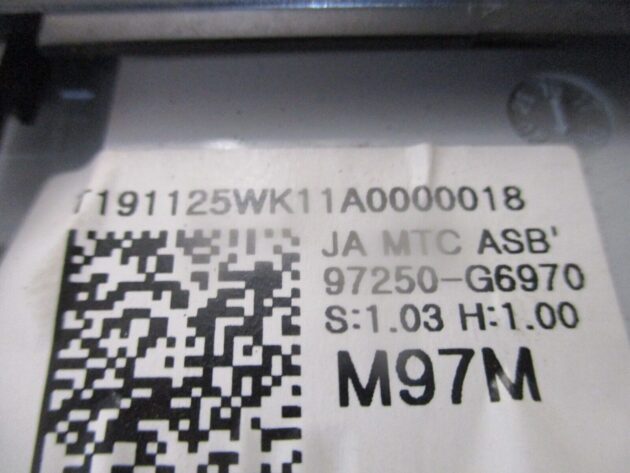 T191125WK11A0000018
JA MTC ASB'
97250-G6970
S:1.03 H:1.00
M97M